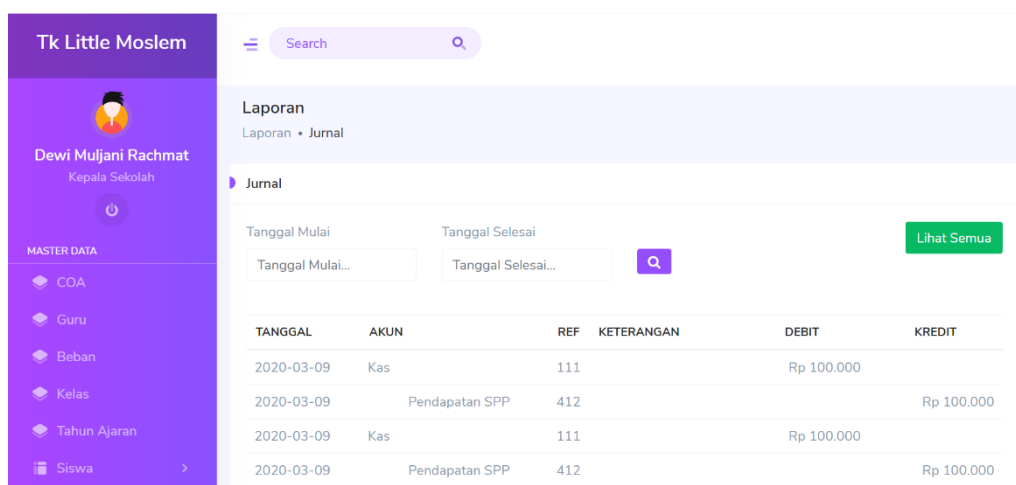 Tk Little Moslem
Dewi Muljani Rachmat
Kepala Sekolah
MASTER DATA
COA
Guru
Beban
Kelas
Tahun Ajaran
Siswa
Search
Laporan
Laporan • Jurnal
Jurnal
Tanggal Mulai Tanggal Selesai
Tanggal Mulai... Tanggal Selesai...
Lihat Semua
TANGGAL AKUN REF KETERANGAN DEBIT KREDIT
2020-03-09 Kas 111 Rp 100.000
2020-03-09 Pendapatan SPP 412 Rp 100.000
2020-03-09 Kas 111 Rp 100.000
2020-03-09 Pendapatan SPP 412 Rp 100.000